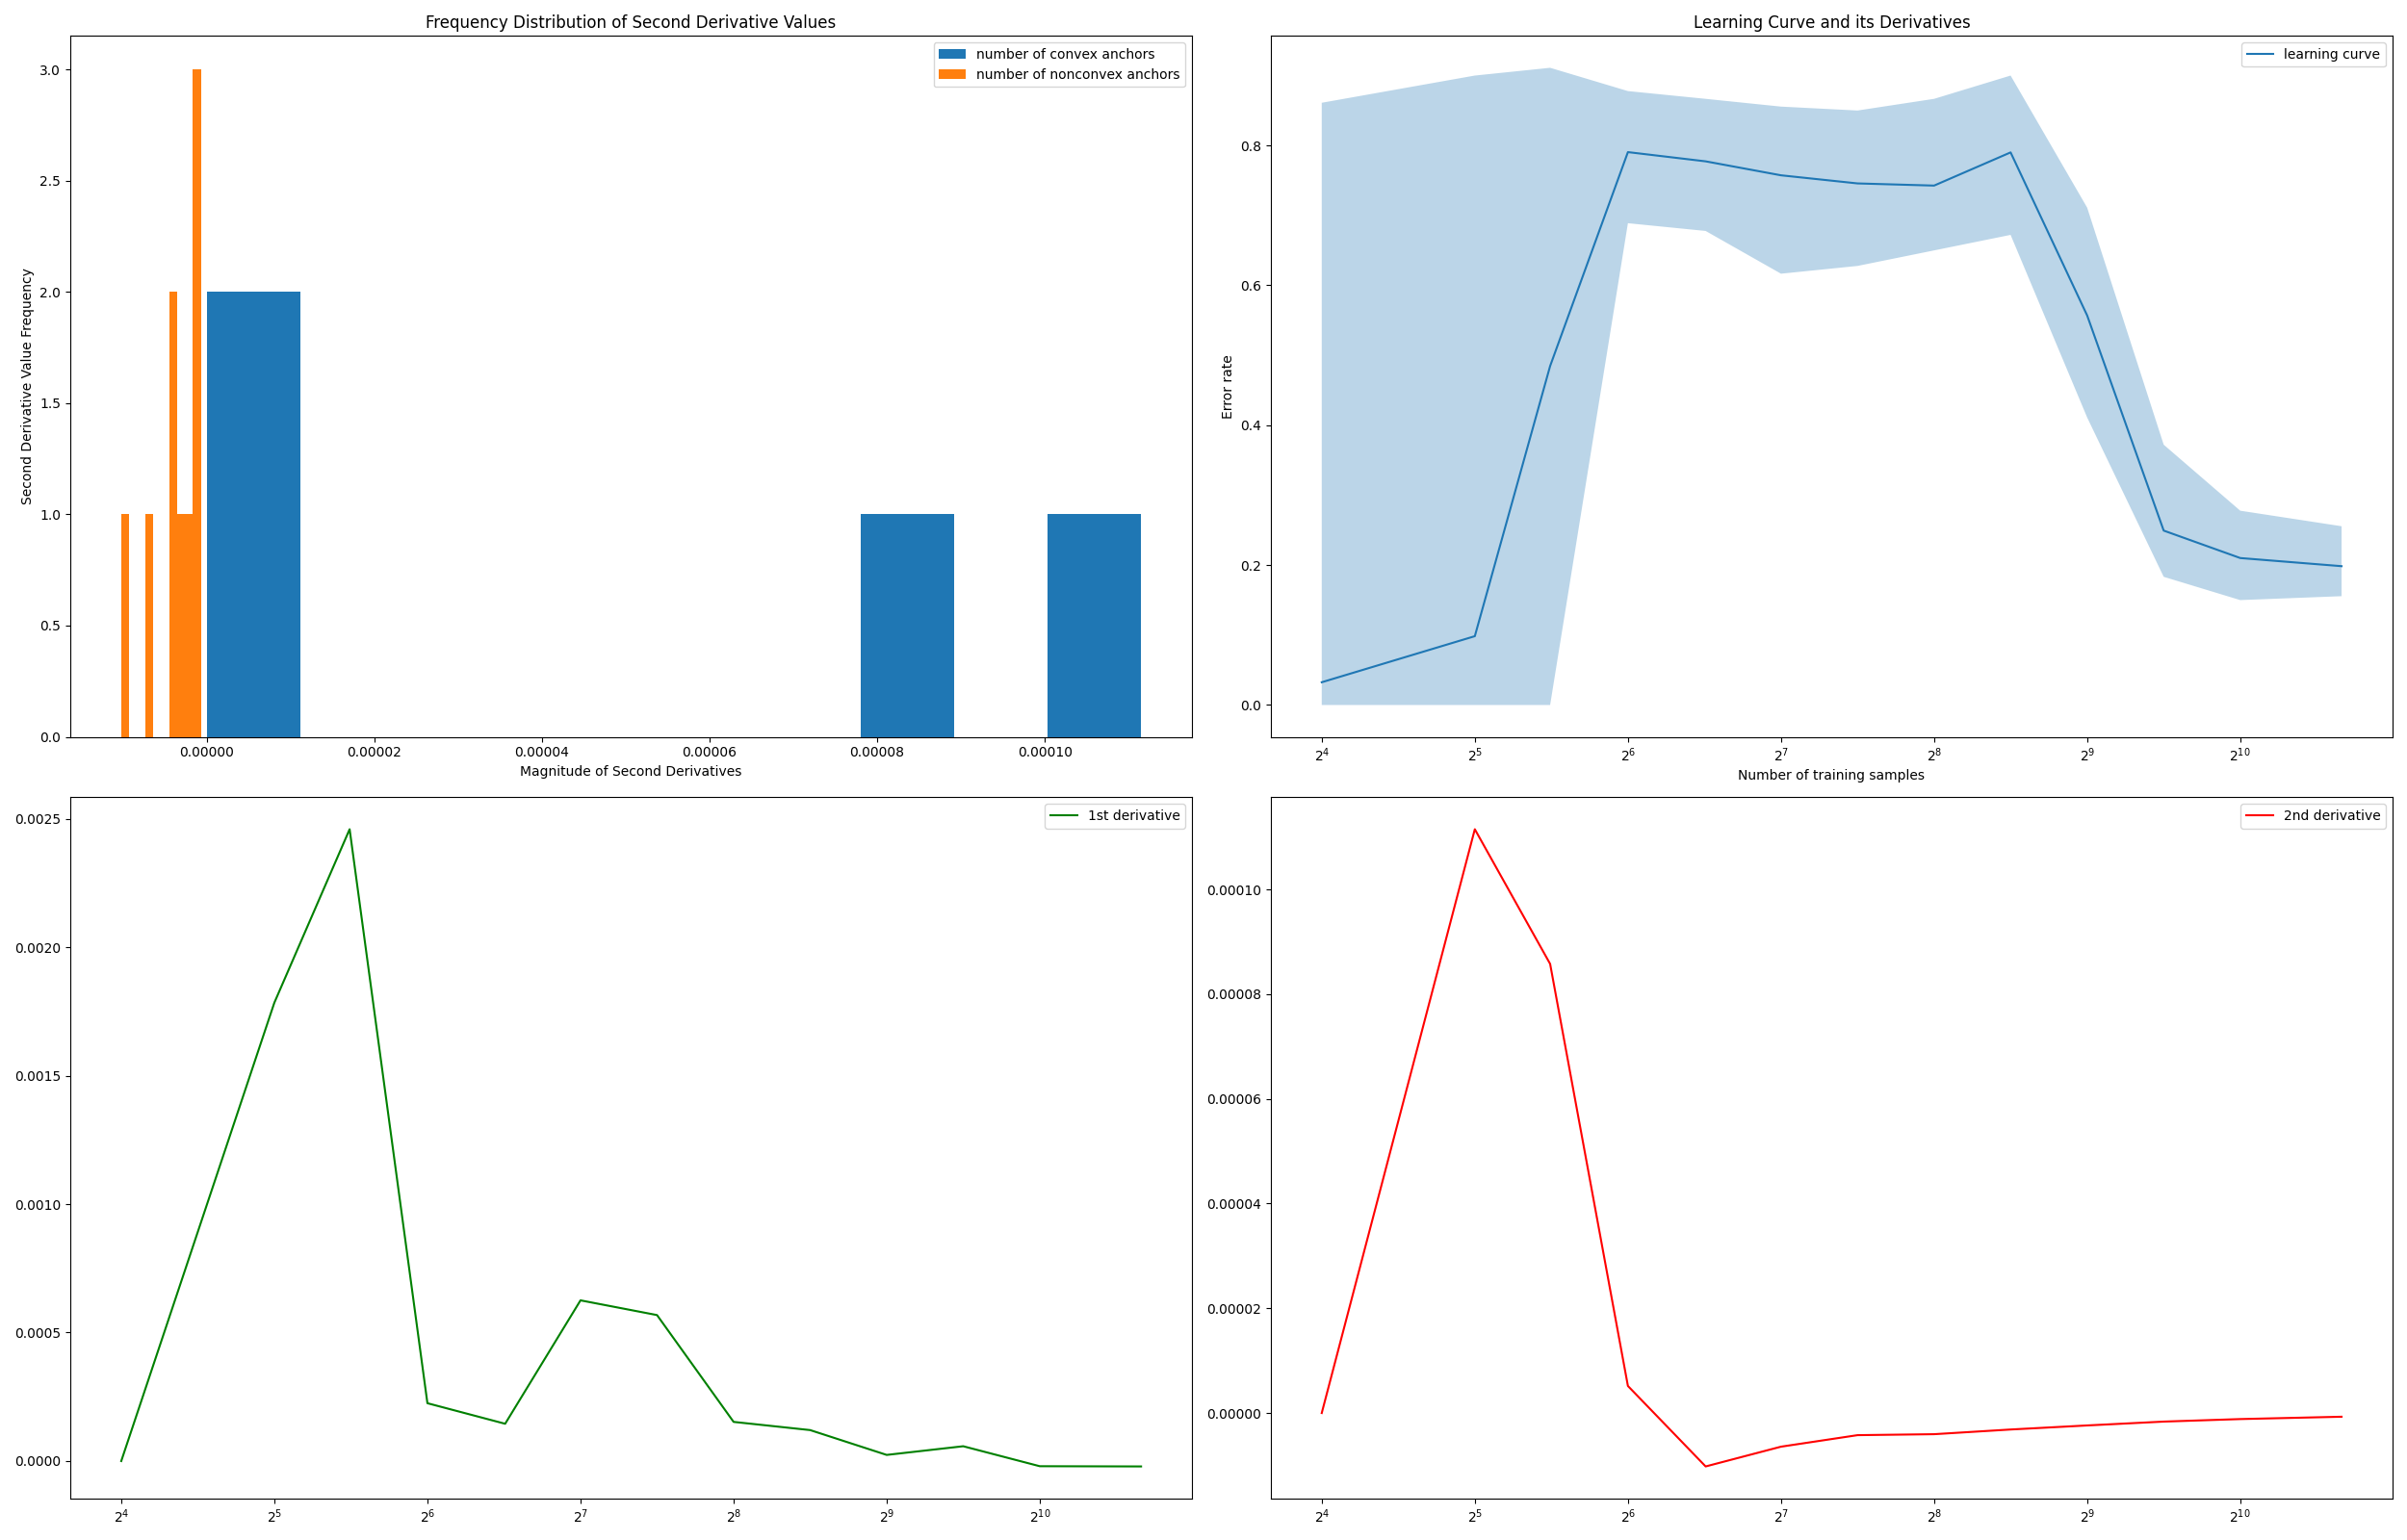 Frequency Distribution of Second Derivative Values
number of convex anchors
number of nonconvex anchors
Second Derivative Value Frequency
3.0
2.5
2.0
1.5
1.0
0.5
0.0
0.00000 0.00002 0.00004 0.00006 0.00008 0.00010
Magnitude of Second Derivatives
Learning Curve and its Derivatives
learning curve
Error rate
0.8
0.6
0.4
0.2
0.0
2⁴ 2⁵ 2⁶ 2⁷ 2⁸ 2⁹ 2¹⁰
Number of training samples
1st derivative
0.0025
0.0020
0.0015
0.0010
0.0005
0.0000
2⁴ 2⁵ 2⁶ 2⁷ 2⁸ 2⁹ 2¹⁰
2nd derivative
0.00010
0.00008
0.00006
0.00004
0.00002
0.00000
2⁴ 2⁵ 2⁶ 2⁷ 2⁸ 2⁹ 2¹⁰